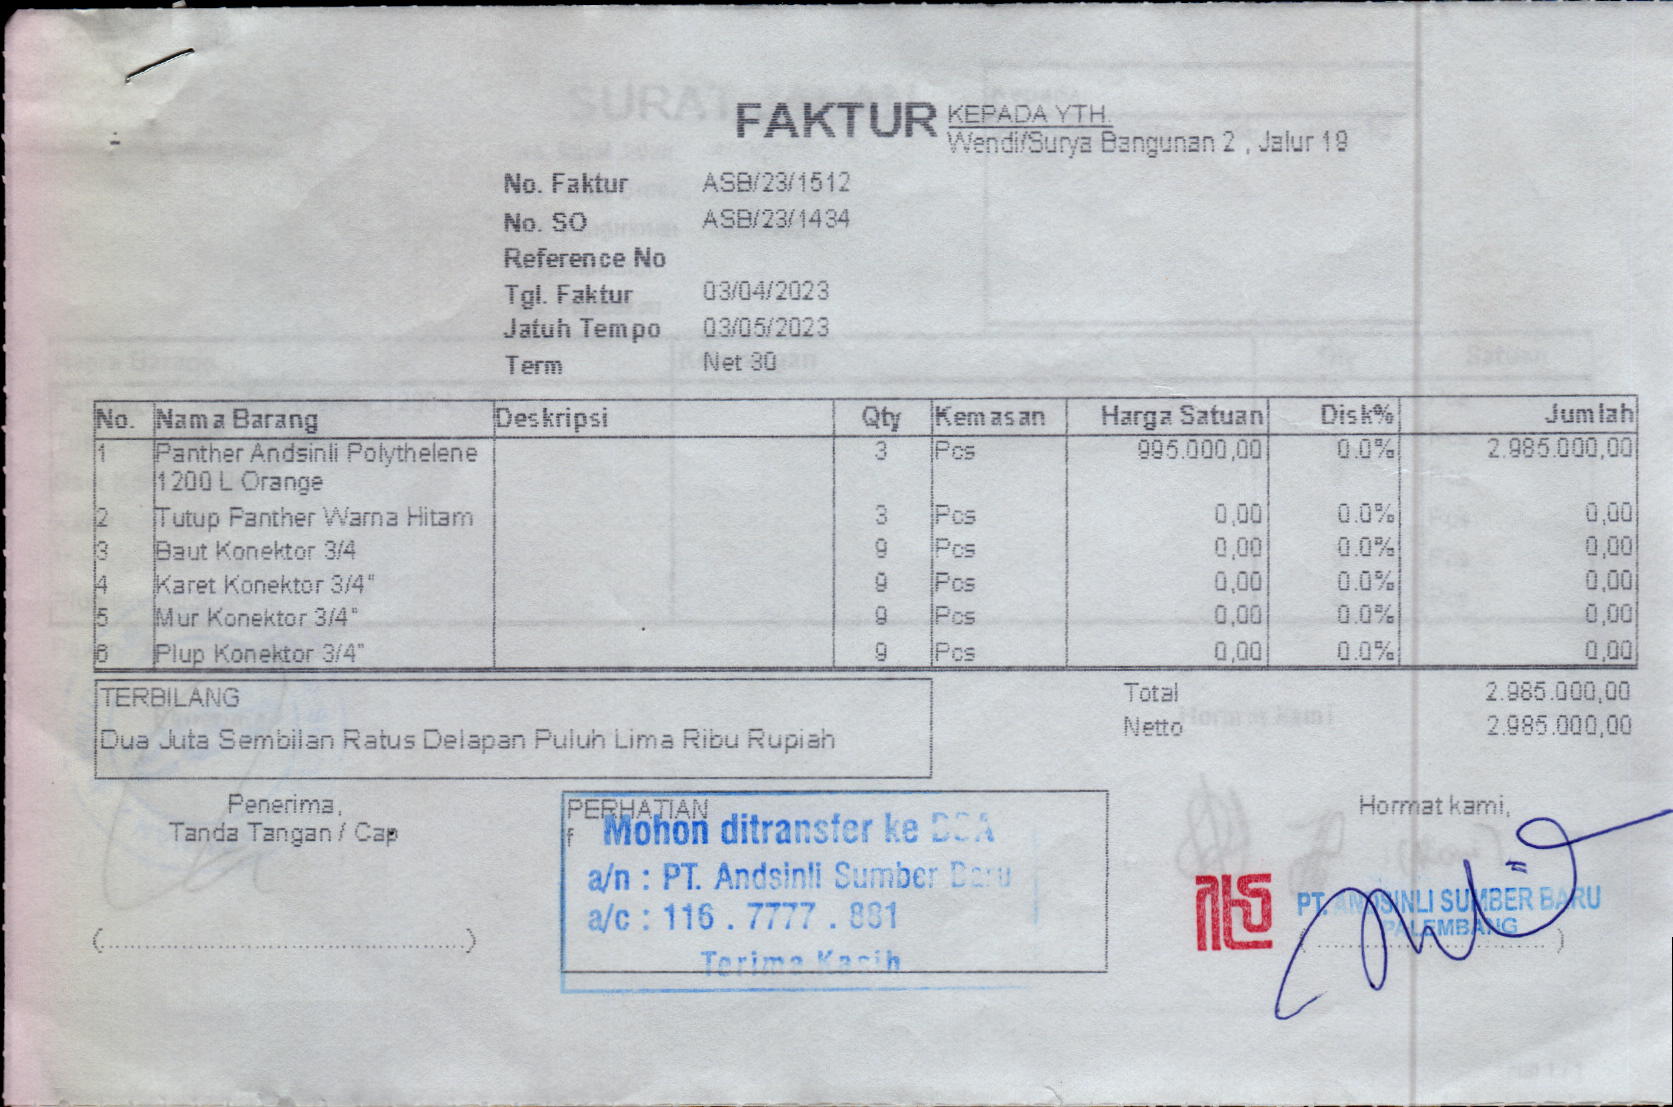 FAKTUR
KEPADA YTH.
Wendi/Surya Bangunan 2 , Jalur 19
No. Faktur ASB/23/1512
No. SO ASB/23/1434
Reference No
Tgl. Faktur 03/04/2023
Jatuh Tempo 03/05/2023
Term Net 30
No. Nama Barang Deskripsi Qty Kemasan Harga Satuan Disk% Jumlah
1 Panther Andsinli Polythelene 3 Pcs 995.000,00 0.0% 2.985.000,00
1200 L Orange
2 Tutup Panther Warna Hitam 3 Pcs 0,00 0.0% 0,00
3 Baut Konektor 3/4 9 Pcs 0,00 0.0% 0,00
4 Karet Konektor 3/4" 9 Pcs 0,00 0.0% 0,00
5 Mur Konektor 3/4" 9 Pcs 0,00 0.0% 0,00
6 Plup Konektor 3/4" 9 Pcs 0,00 0.0% 0,00
TERBILANG
Dua Juta Sembilan Ratus Delapan Puluh Lima Ribu Rupiah
Total 2.985.000,00
Netto 2.985.000,00
Penerima,
Tanda Tangan / Cap
(..........................................)
PERHATIAN
f
Mohon ditransfer ke BCA
a/n : PT. Andsinli Sumber Baru
a/c : 116 . 7777 . 881
Terima Kasih
Hormat kami,
PT. ANDSINLI SUMBER BARU
PALEMBANG
(..............................)